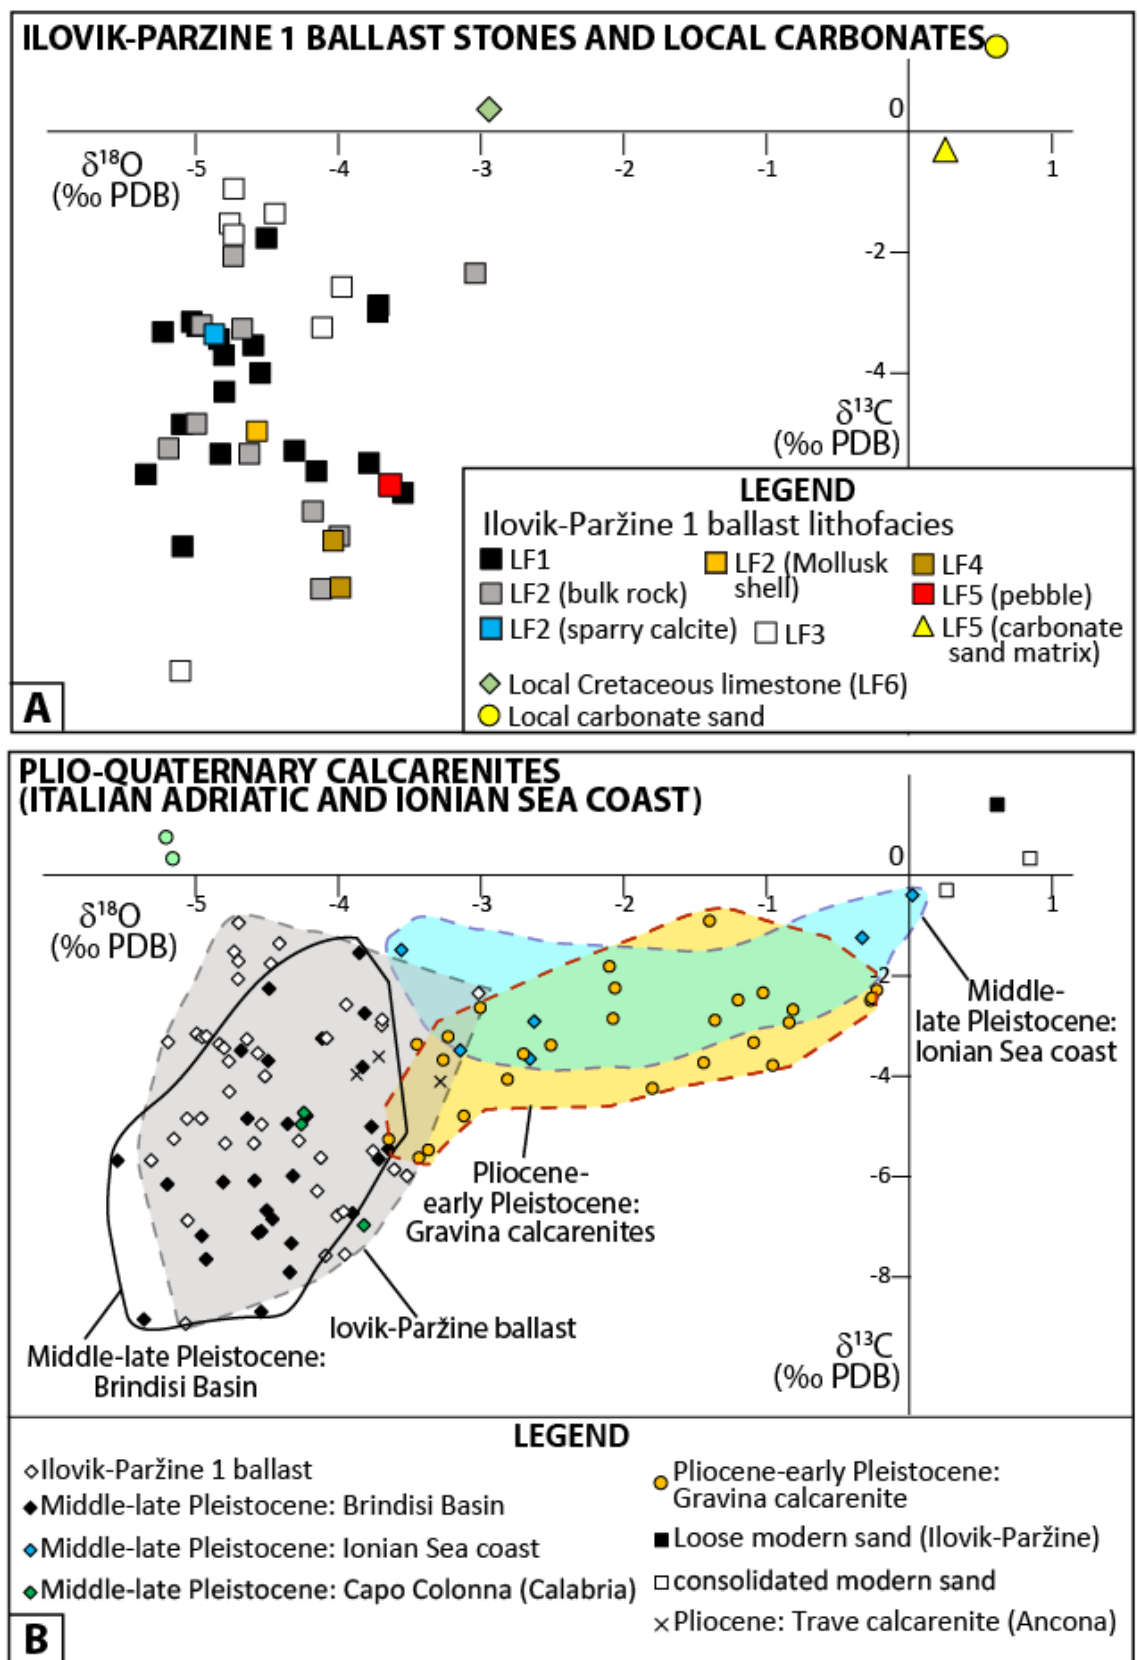 ILOVIK-PARZINE 1 BALLAST STONES AND LOCAL CARBONATES
0
-5 -4 -3 -2 -1 1
δ18O
(‰ PDB)
-2
-4
δ13C
(‰ PDB)
LEGEND
Ilovik-Paržine 1 ballast lithofacies
LF1
LF2 (bulk rock)
LF2 (sparry calcite)
LF2 (Mollusk
shell)
LF3
LF4
LF5 (pebble)
LF5 (carbonate
sand matrix)
Local Cretaceous limestone (LF6)
Local carbonate sand
A
PLIO-QUATERNARY CALCARENITES
(ITALIAN ADRIATIC AND IONIAN SEA COAST)
0
-5 -4 -3 -2 -1 1
δ18O
(‰ PDB)
-2
Middle-
late Pleistocene:
Ionian Sea coast
-4
Pliocene-
early Pleistocene:
Gravina calcarenites
-6
-8
Iovik-Paržine ballast
Middle-late Pleistocene:
Brindisi Basin
δ13C
(‰ PDB)
LEGEND
Ilovik-Paržine 1 ballast
Middle-late Pleistocene: Brindisi Basin
Middle-late Pleistocene: Ionian Sea coast
Middle-late Pleistocene: Capo Colonna (Calabria)
Pliocene-early Pleistocene:
Gravina calcarenite
Loose modern sand (Ilovik-Paržine)
consolidated modern sand
Pliocene: Trave calcarenite (Ancona)
B